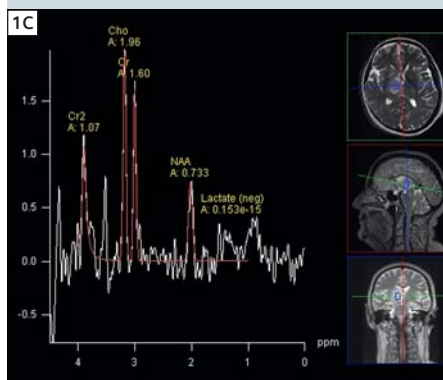 1C
Cho
A: 1.96
Cr
A: 1.60
Cr2
A: 1.07
NAA
A: 0.733
Lactate (neg)
A: 0.153e-15
1.5
1.0
0.5
0.0
-0.5
4 3 2 1 0
ppm